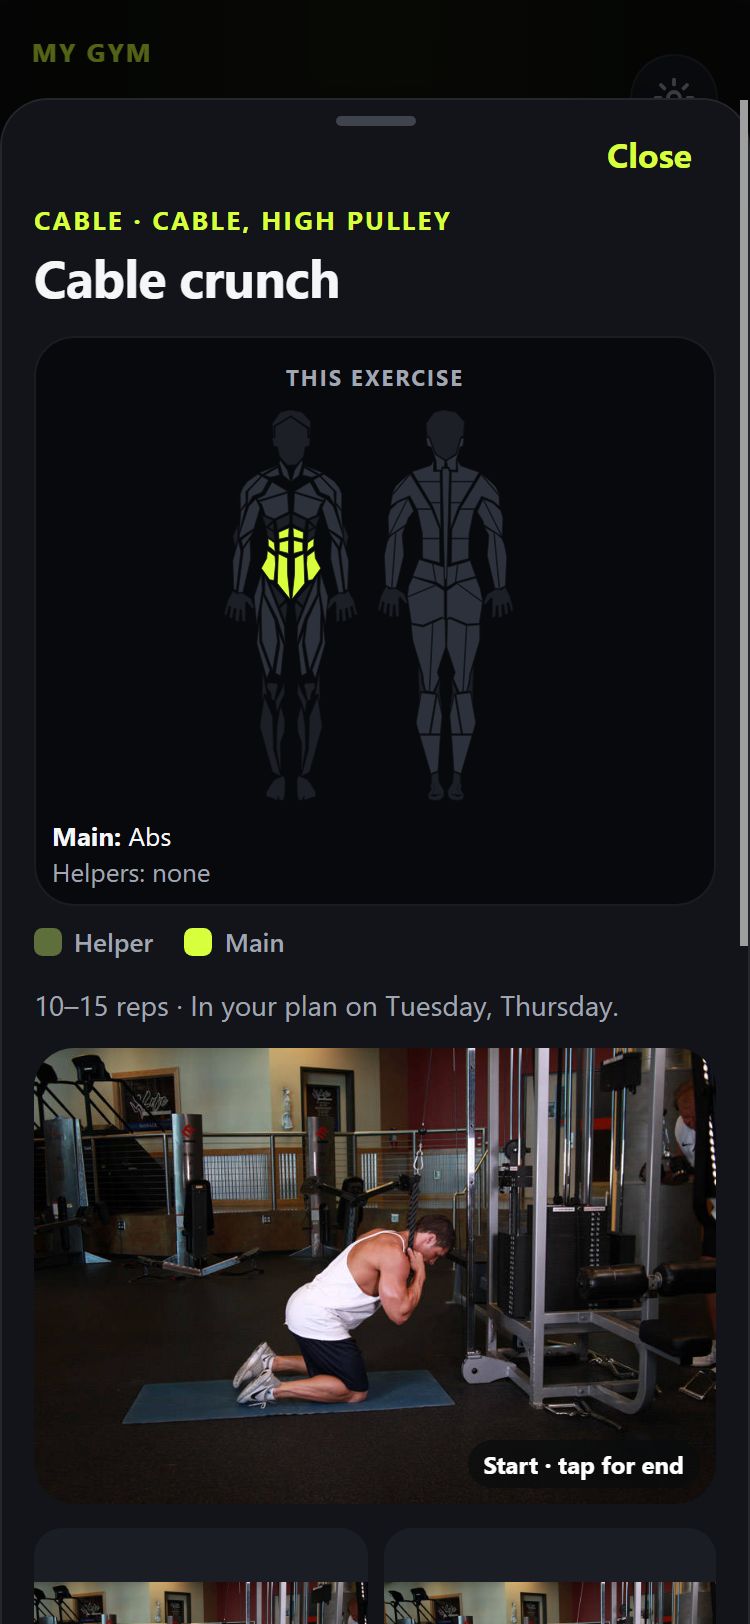 MY GYM
Close
CABLE · CABLE, HIGH PULLEY
Cable crunch
THIS EXERCISE
Main: Abs
Helpers: none
Helper
Main
10–15 reps · In your plan on Tuesday, Thursday.
Start · tap for end